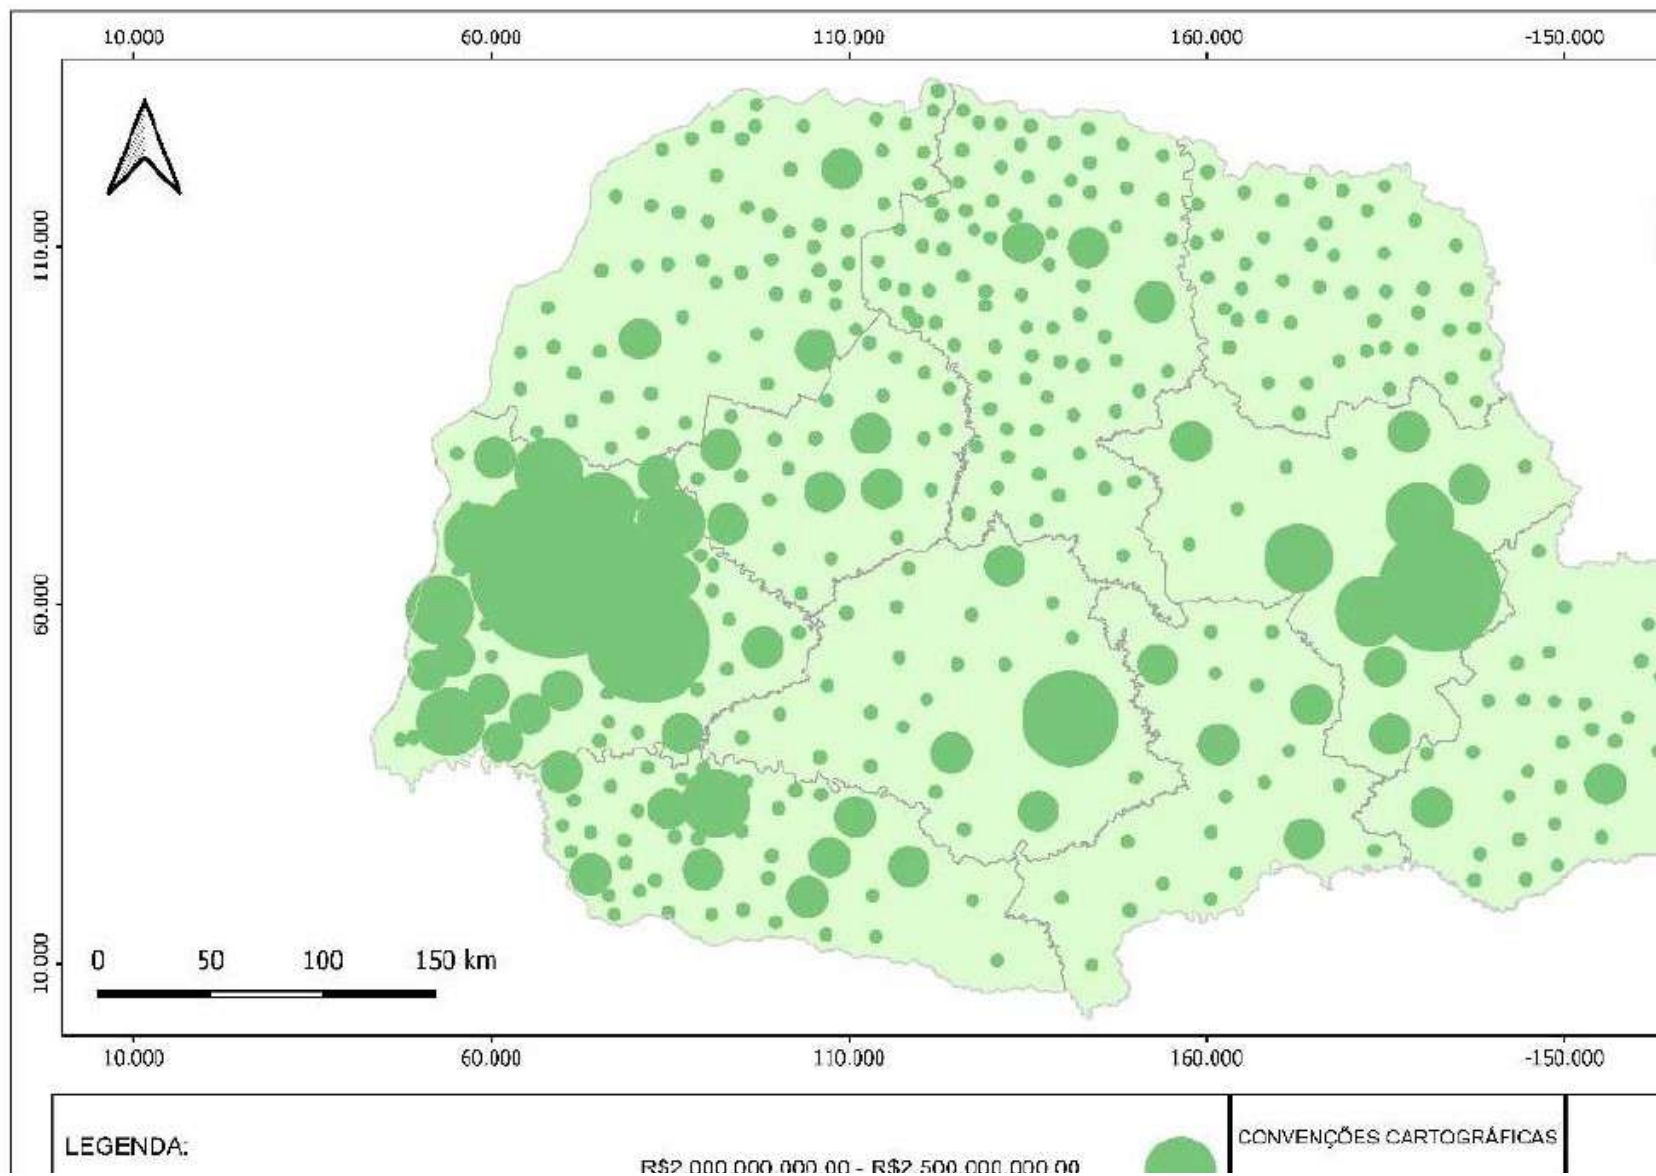 10.000 60.000 110.000 160.000 -150.000
110.000
60.000
10.000
0 50 100 150 km
10.000 60.000 110.000 160.000 -150.000
LEGENDA:
R$2.000.000.000,00 - R$2.500.000.000,00
CONVENÇÕES CARTOGRÁFICAS